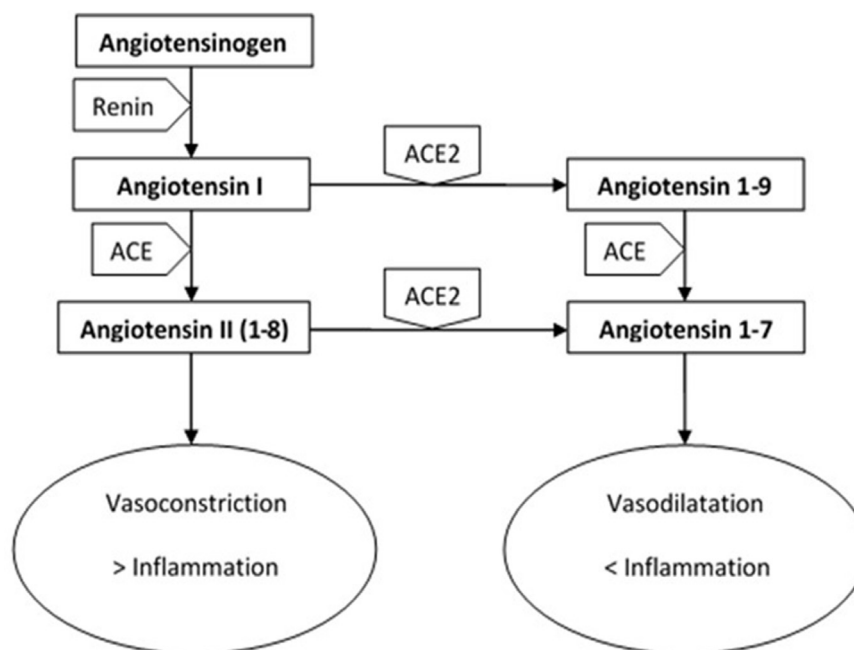 Angiotensinogen
Renin
ACE2
Angiotensin I
Angiotensin 1-9
ACE
ACE
ACE2
Angiotensin II (1-8)
Angiotensin 1-7
Vasoconstriction
> Inflammation
Vasodilatation
< Inflammation